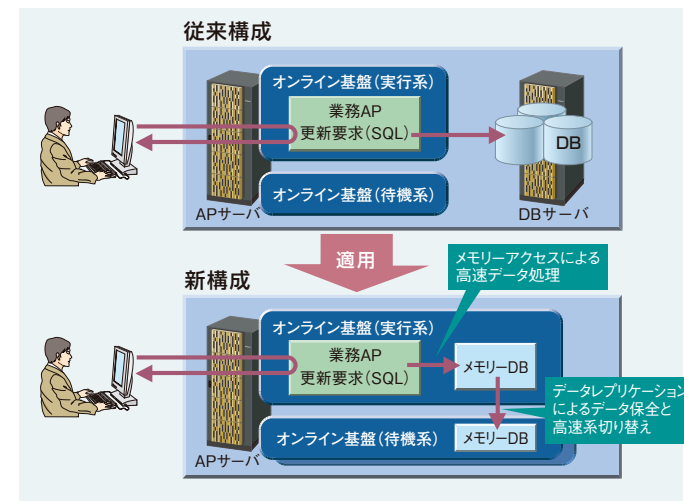 従来構成
オンライン基盤(実行系)
業務AP
更新要求(SQL)
DB
オンライン基盤(待機系)
APサーバ
DBサーバ
適用
メモリーアクセスによる
高速データ処理
新構成
オンライン基盤(実行系)
業務AP
更新要求(SQL)
メモリーDB
データレプリケーション
によるデータ保全と
高速系切り替え
オンライン基盤(待機系)
メモリーDB
APサーバ